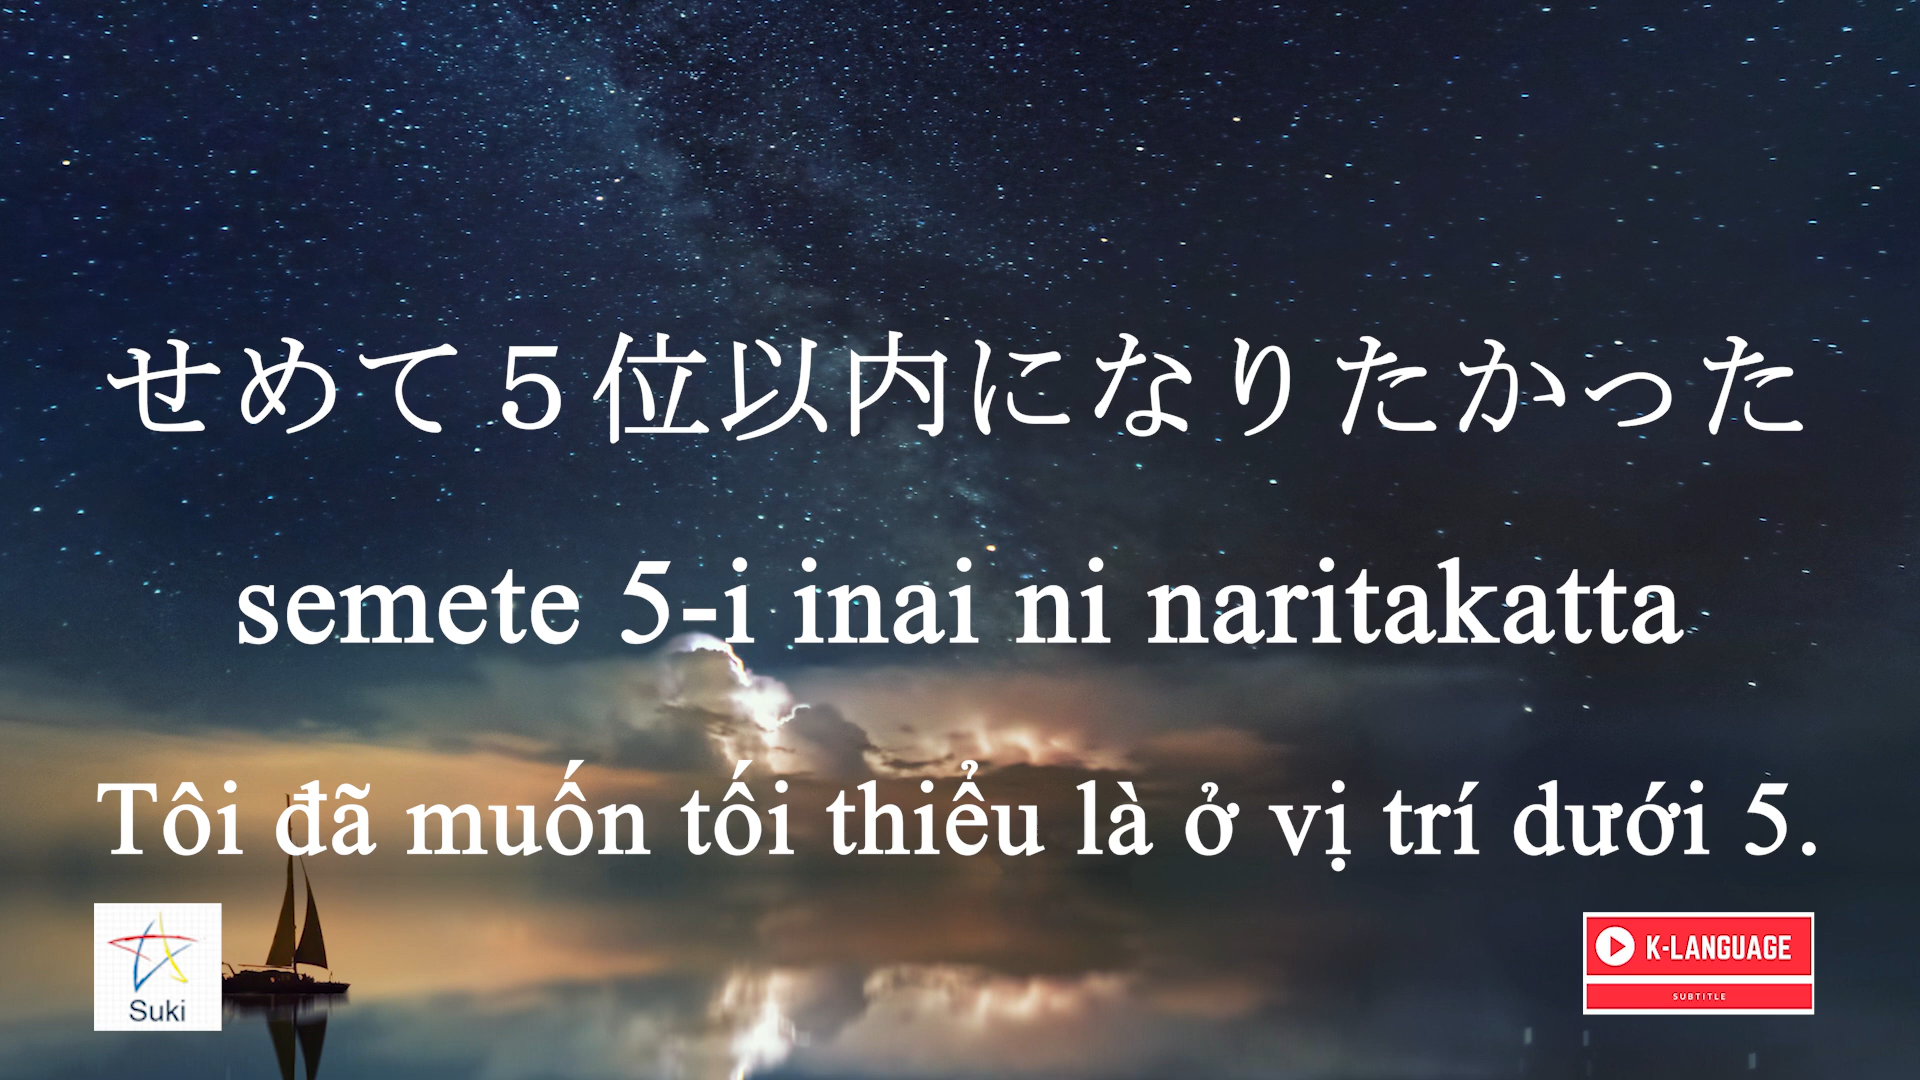 せめて５位以内になりたかった
semete 5-i inai ni naritakatta
Tôi đã muốn tối thiểu là ở vị trí dưới 5.
Suki
K-LANGUAGE
SUBTITLE